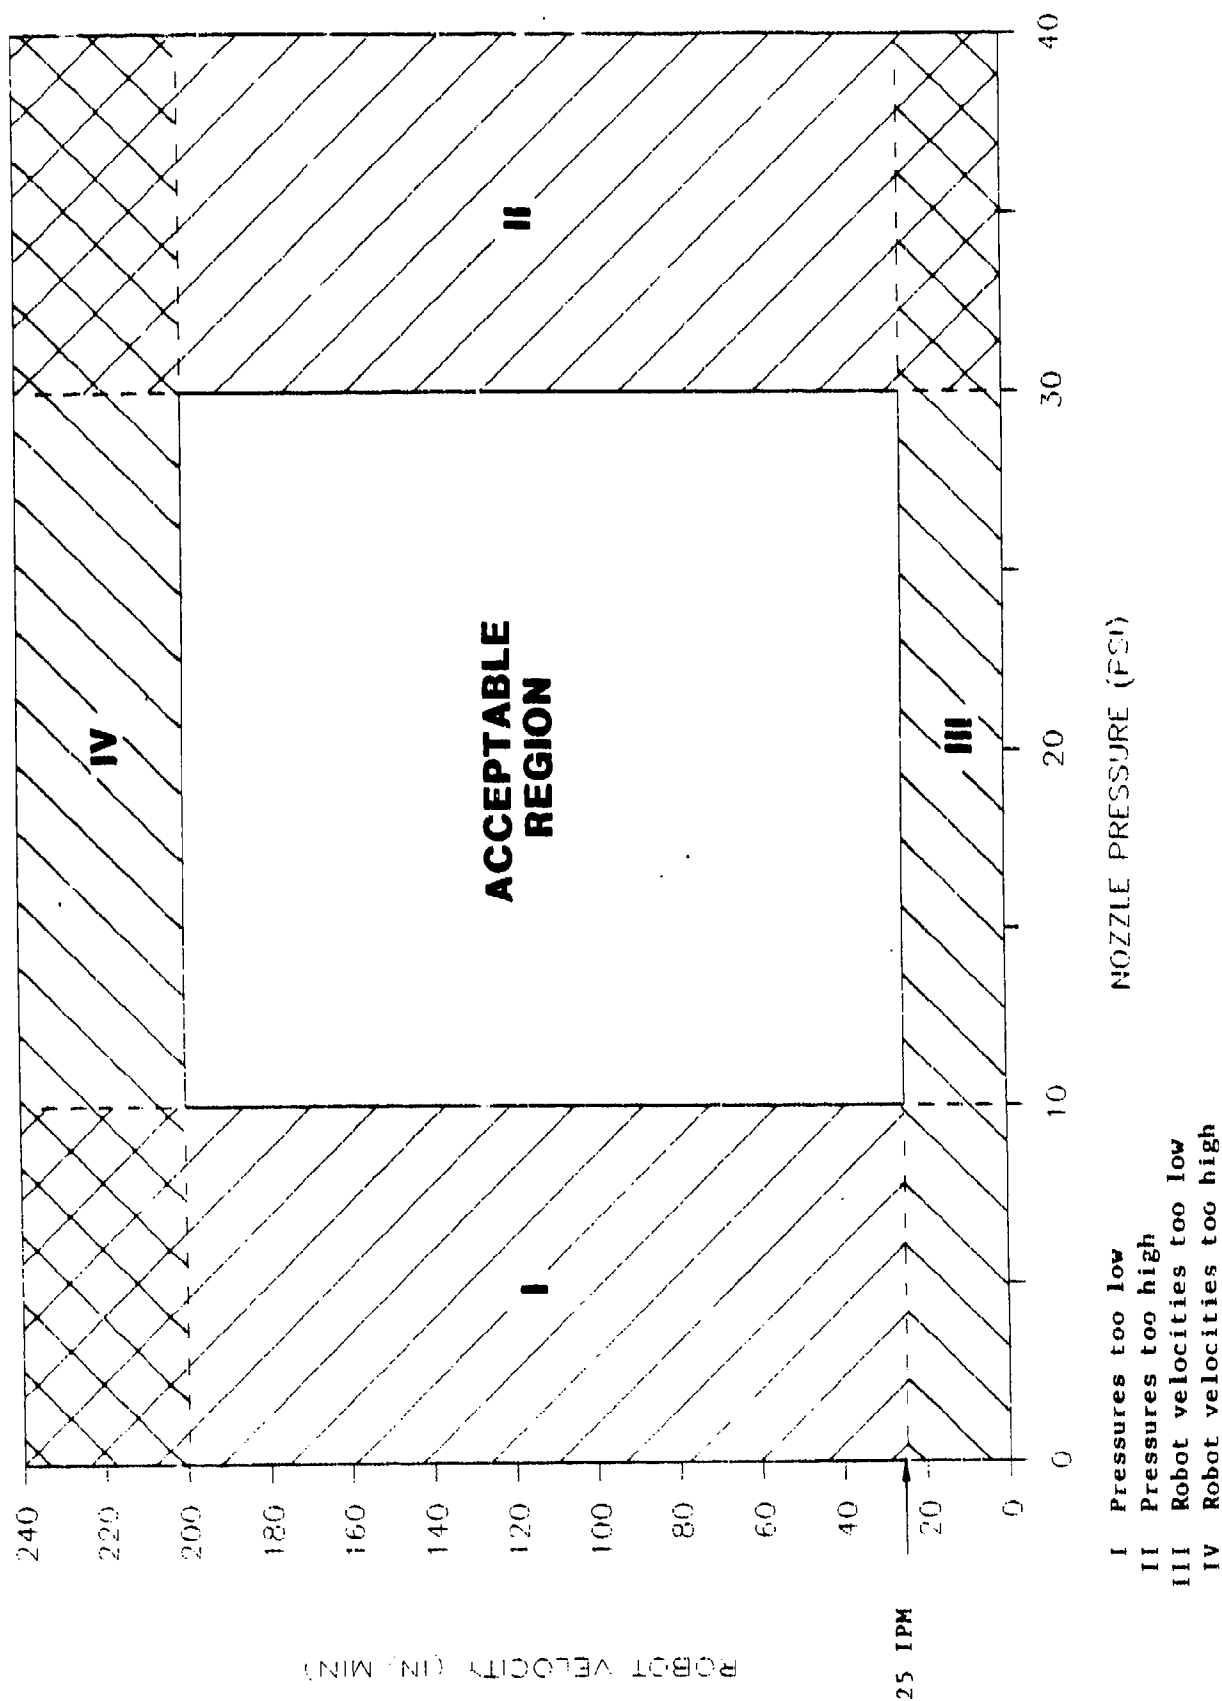 ROBOT VELOCITY (IN/MIN)
240
220
200
180
160
140
120
100
80
60
40
20
0
25 IPM
IV
I
ACCEPTABLE
REGION
II
III
0
10
20
30
40
NOZZLE PRESSURE (PSI)
I Pressures too low
II Pressures too high
III Robot velocities too low
IV Robot velocities too high